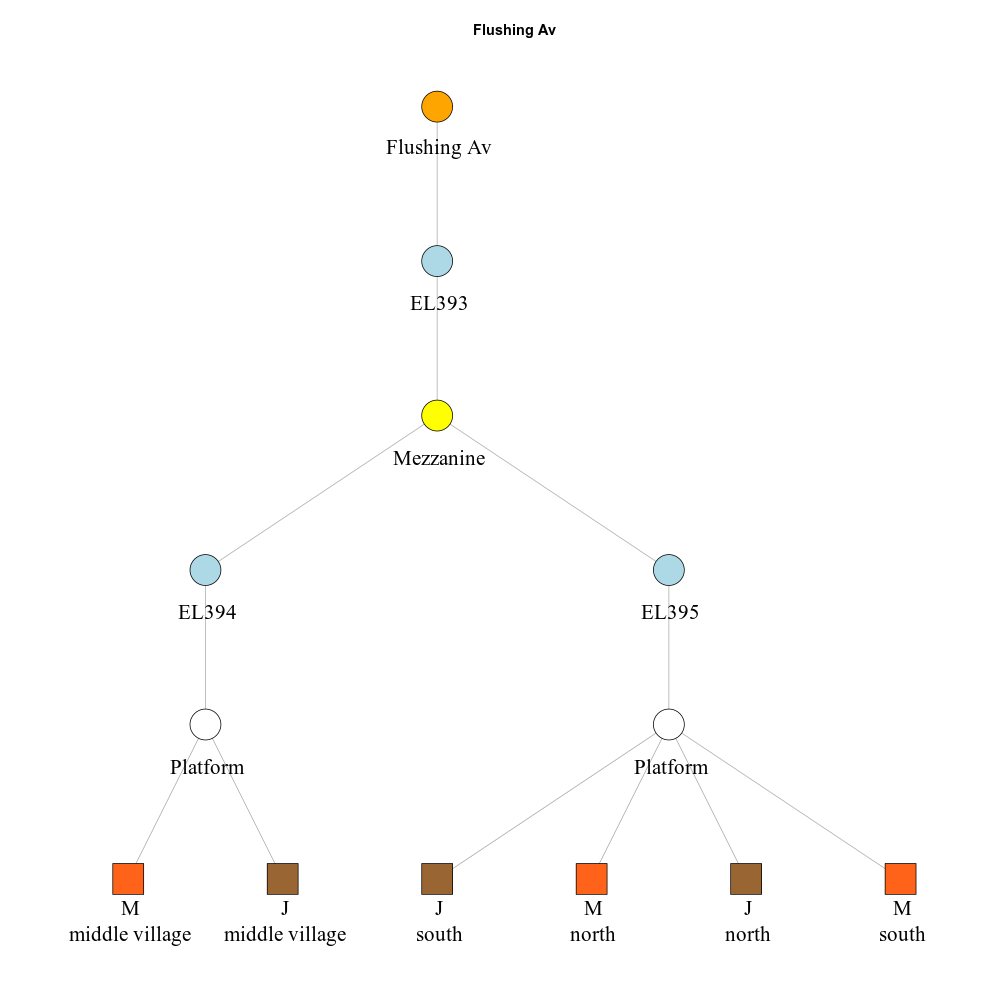 Flushing Av
Flushing Av
EL393
Mezzanine
EL394
EL395
Platform
Platform
M
middle village
J
middle village
J
south
M
north
J
north
M
south